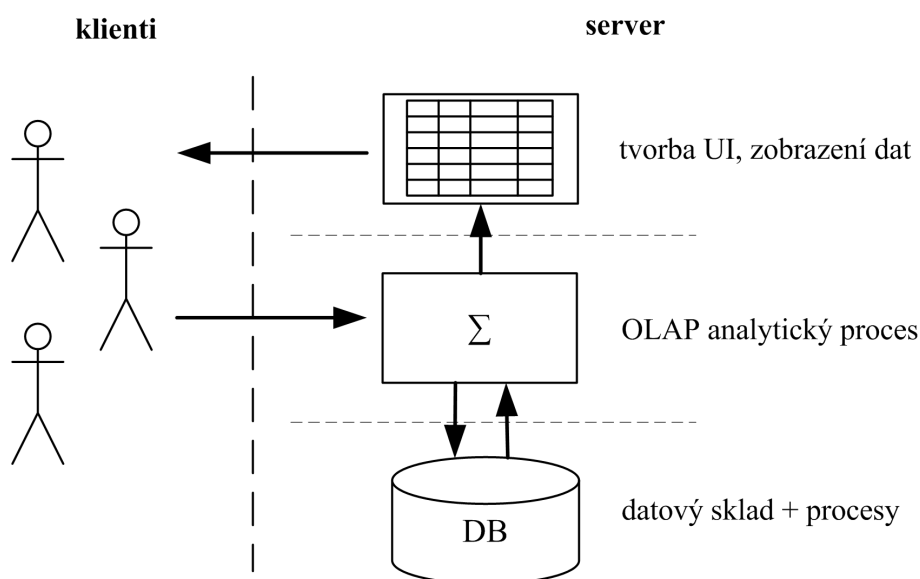 klienti
server
tvorba UI, zobrazení dat
∑
OLAP analytický proces
DB
datový sklad + procesy